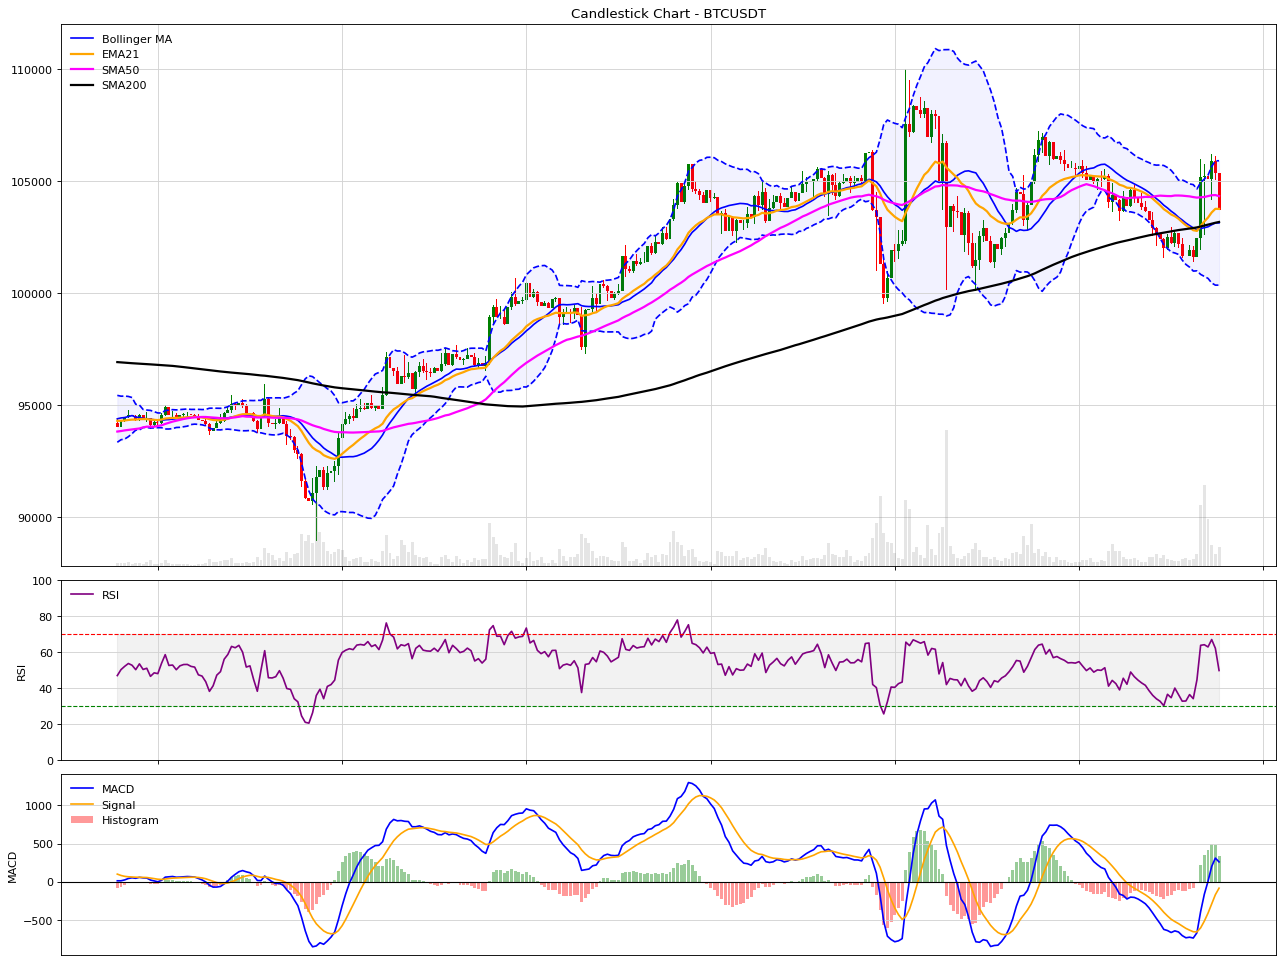 Candlestick Chart - BTCUSDT
Bollinger MA
EMA21
SMA50
SMA200
110000
105000
100000
95000
90000
RSI
100
80
60
40
20
0
RSI
MACD
Signal
Histogram
1000
500
0
−500
MACD